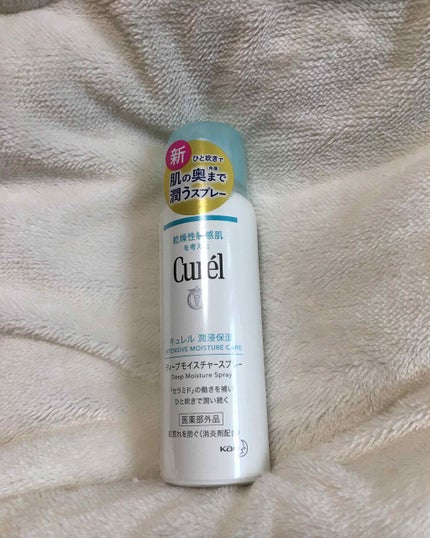 新
ひと吹きで
肌の奥まで
潤うスプレー
乾燥性敏感肌
を考えた
Curél
キュレル 潤浸保湿
INTENSIVE MOISTURE CARE
ディープモイスチャースプレー
Deep Moisture Spray
「セラミド」の働きを補い
ひと吹きで潤い続く
医薬部外品
肌荒れを防ぐ(消炎剤配合)
Kao